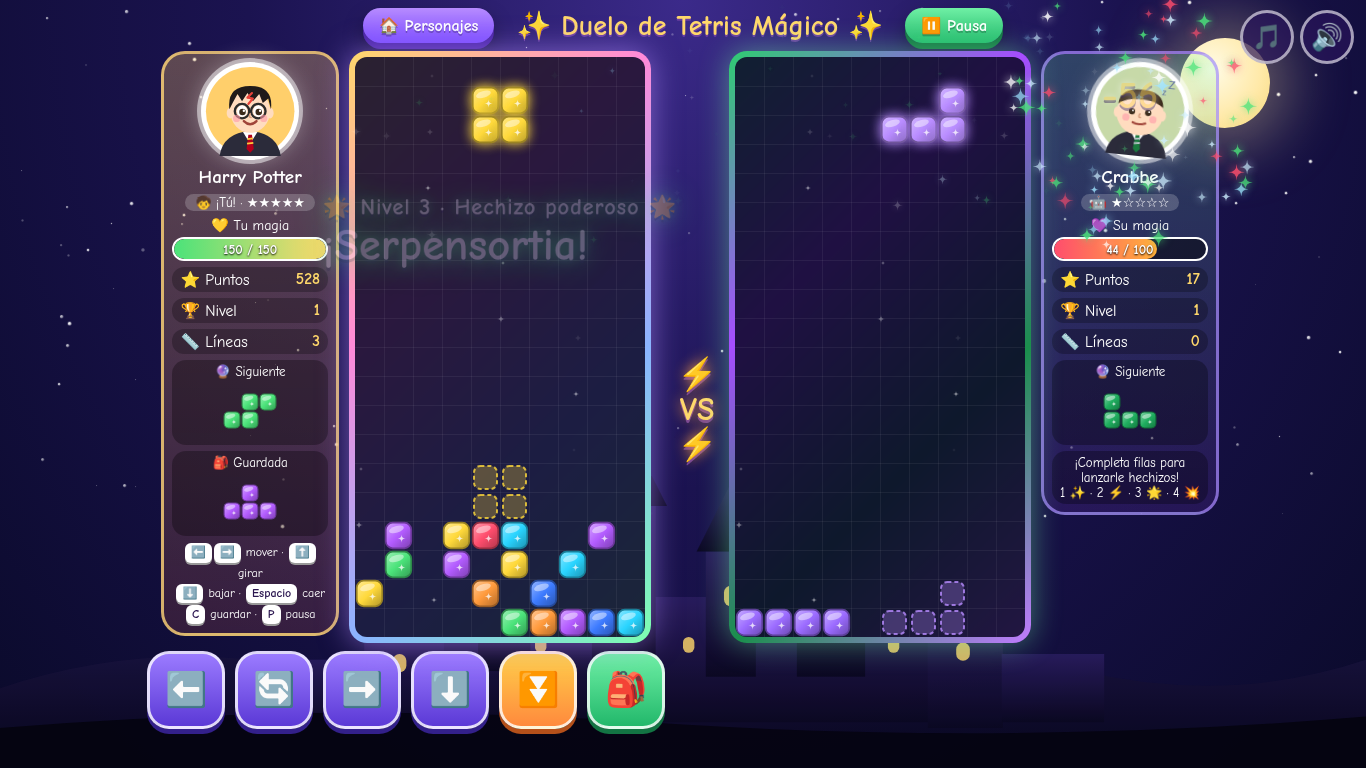 🏠 Personajes
✨ Duelo de Tetris Mágico ✨
⏸️ Pausa
Harry Potter
🧒 ¡Tú! · ★★★★★
💛 Tu magia
150 / 150
⭐ Puntos 528
🏆 Nivel 1
📏 Líneas 3
🔮 Siguiente
🎒 Guardada
⬅️ ➡️ mover · ⬆️
girar
⬇️ bajar · Espacio caer
C guardar · P pausa
🌟 Nivel 3 · Hechizo poderoso 🌟
¡Serpensortia!
⚡
VS
⚡
Crabbe
🤖 ★☆☆☆☆
💜 Su magia
44 / 100
⭐ Puntos 17
🏆 Nivel 1
📏 Líneas 0
🔮 Siguiente
¡Completa filas para
lanzarle hechizos!
1 ✨ · 2 ⚡ · 3 🌟 · 4 💥